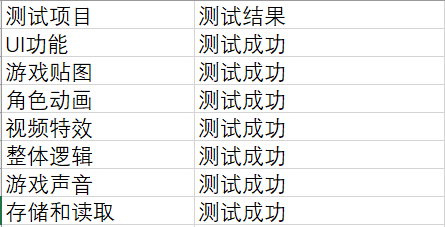 测试项目 测试结果
UI功能 测试成功
游戏贴图 测试成功
角色动画 测试成功
视频特效 测试成功
整体逻辑 测试成功
游戏声音 测试成功
存储和读取 测试成功